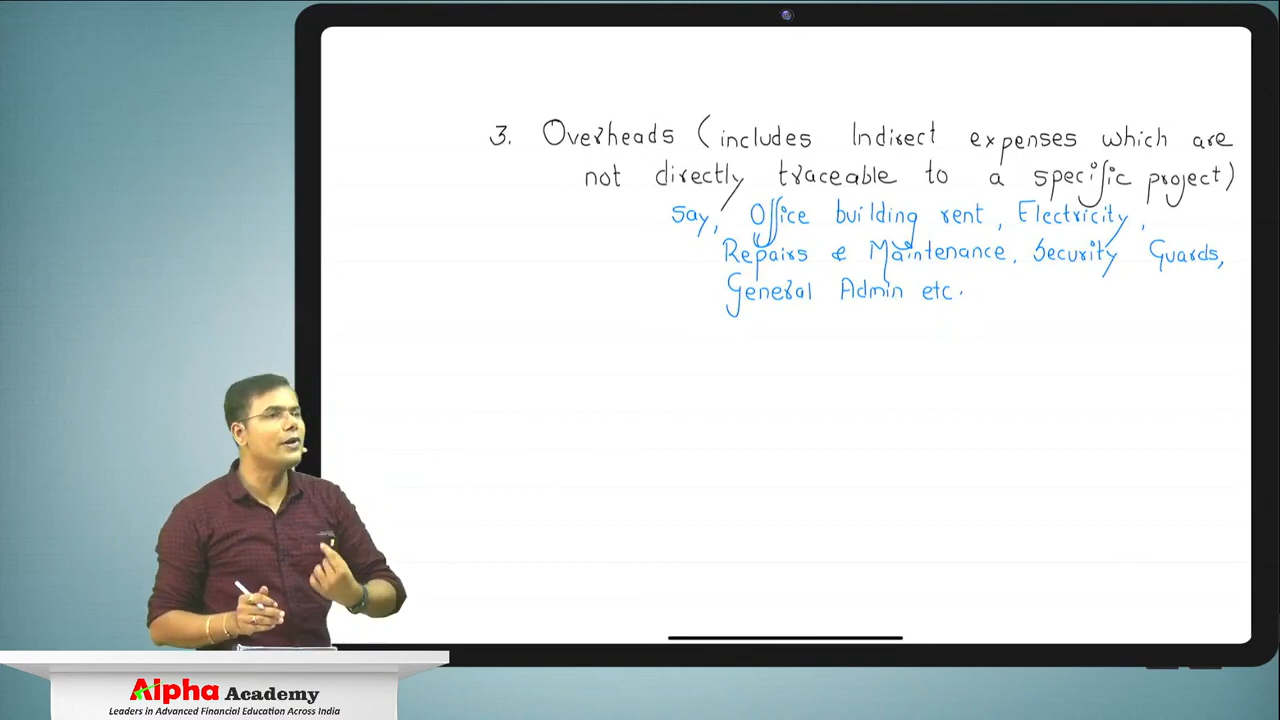 3. Overheads (includes Indirect expenses which are
not directly traceable to a specific project)
Say, Office building rent, Electricity,
Repairs & Maintenance, Security Guards,
General Admin etc.
Alpha Academy
Leaders in Advanced Financial Education Across India